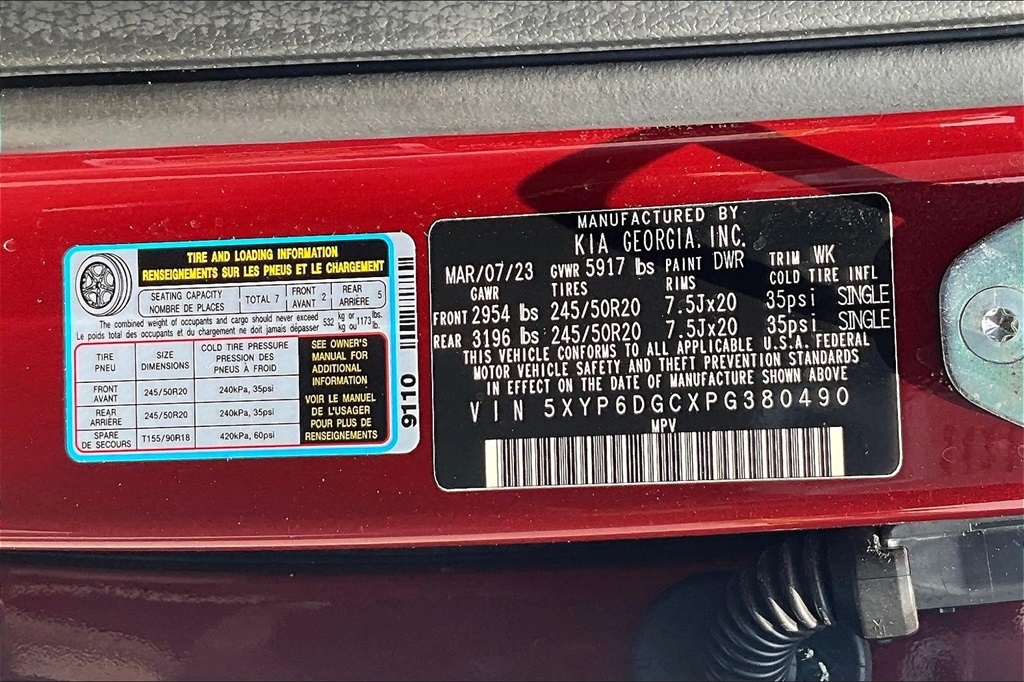 TIRE AND LOADING INFORMATION
RENSEIGNEMENTS SUR LES PNEUS ET LE CHARGEMENT
SEATING CAPACITY
NOMBRE DE PLACES
TOTAL 7
FRONT
AVANT 2
REAR
ARRIÈRE 5
The combined weight of occupants and cargo should never exceed
Le poids total des occupants et du chargement ne doit jamais dépasser
532 kg or kg ou 1173 lb. lb.
TIRE
PNEU
SIZE
DIMENSIONS
COLD TIRE PRESSURE
PRESSION DES
PNEUS À FROID
FRONT
AVANT
245/50R20
240kPa, 35psi
REAR
ARRIÈRE
245/50R20
240kPa, 35psi
SPARE
DE SECOURS
T155/90R18
420kPa, 60psi
SEE OWNER'S
MANUAL FOR
ADDITIONAL
INFORMATION
VOIR LE MANUEL
DE L'USAGER
POUR PLUS DE
RENSEIGNEMENTS
9110
MANUFACTURED BY
KIA GEORGIA, INC.
MAR/07/23 GVWR 5917 lbs PAINT DWR TRIM WK
GAWR TIRES RIMS COLD TIRE INFL
FRONT 2954 lbs 245/50R20 7.5Jx20 35psi SINGLE
REAR 3196 lbs 245/50R20 7.5Jx20 35psi SINGLE
THIS VEHICLE CONFORMS TO ALL APPLICABLE U.S.A. FEDERAL
MOTOR VEHICLE SAFETY AND THEFT PREVENTION STANDARDS
IN EFFECT ON THE DATE OF MANUFACTURE SHOWN ABOVE
VIN 5XYP6DGCXPG380490
MPV